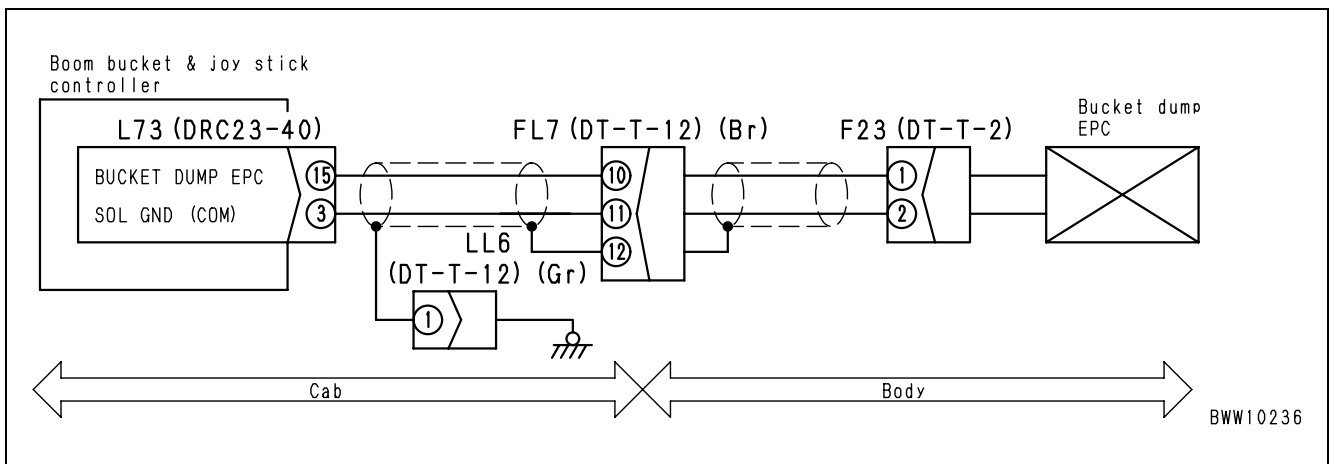 Boom bucket & joy stick
controller
L73 (DRC23-40)
FL7 (DT-T-12) (Br)
F23 (DT-T-2)
Bucket dump
EPC
BUCKET DUMP EPC
15
10
1
SOL GND (COM)
3
11
2
12
LL6
(DT-T-12) (Gr)
1
Cab
Body
BWW10236